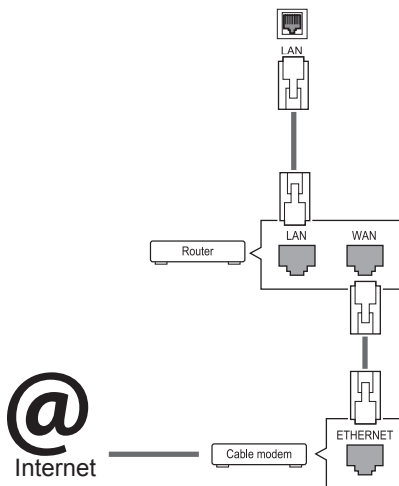 LAN
LAN
WAN
Router
ETHERNET
@
Internet
Cable modem